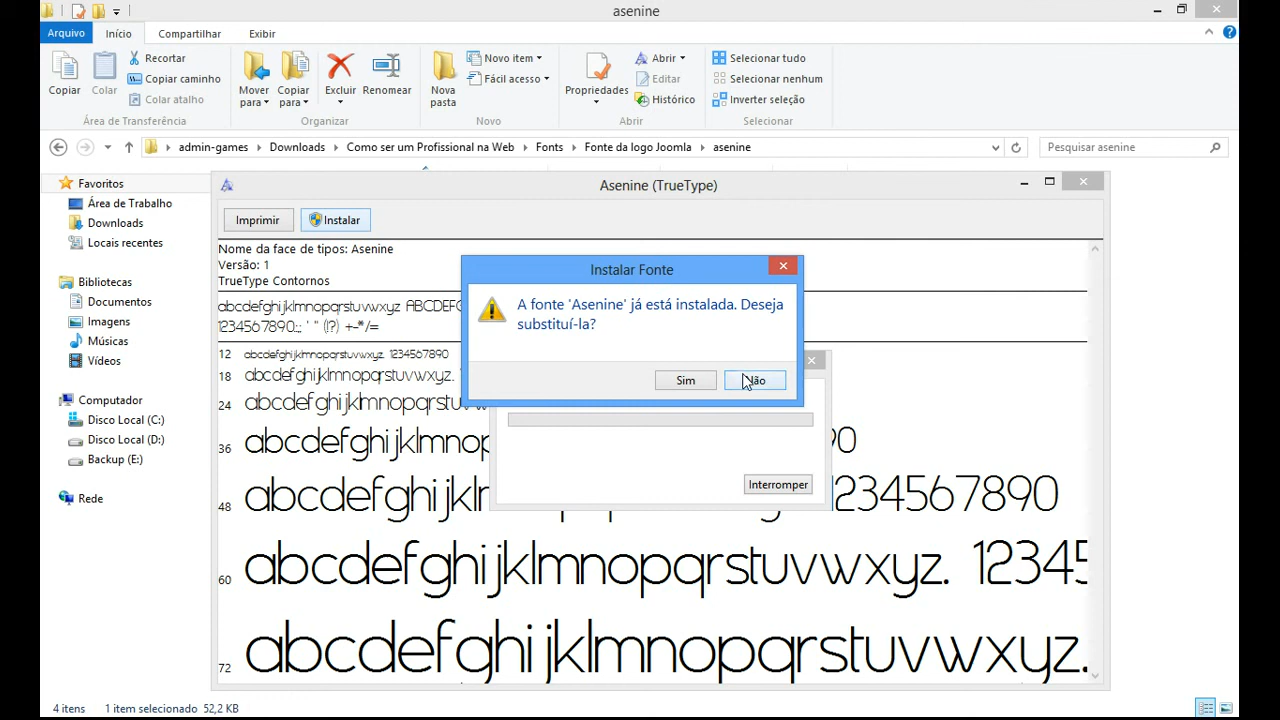 asenine
Arquivo
Início
Compartilhar
Exibir
Copiar
Colar
Recortar
Copiar caminho
Colar atalho
Área de Transferência
Mover para
Copiar para
Excluir
Renomear
Organizar
Nova pasta
Novo item
Fácil acesso
Novo
Propriedades
Abrir
Editar
Histórico
Abrir
Selecionar tudo
Selecionar nenhum
Inverter seleção
Selecionar
admin-games
Downloads
Como ser um Profissional na Web
Fonts
Fonte da logo Joomla
asenine
Pesquisar asenine
Favoritos
Área de Trabalho
Downloads
Locais recentes
Bibliotecas
Documentos
Imagens
Músicas
Vídeos
Computador
Disco Local (C:)
Disco Local (D:)
Backup (E:)
Rede
Asenine (TrueType)
Imprimir
Instalar
Nome da face de tipos: Asenine
Versão: 1
TrueType Contornos
abcdefghijklmnopqrstuvwxyz ABCDEF
1234567890.:,; ' " (!?) +-*/=
12 abcdefghijklmnopqrstuvwxyz. 1234567890
18 abcdefghijklmnopqrstuvwxyz.
24 abcdefghijklmnopqrstuvw
36 abcdefghijklmnop 90
48 abcdefghijkl 1234567890
60 abcdefghijklmnopqrstuvwxyz. 12345
72 abcdefghijklmnopqrstuvwxyz.
Instalar Fonte
A fonte 'Asenine' já está instalada. Deseja
substituí-la?
Sim
Não
Interromper
4 itens
1 item selecionado 52,2 KB